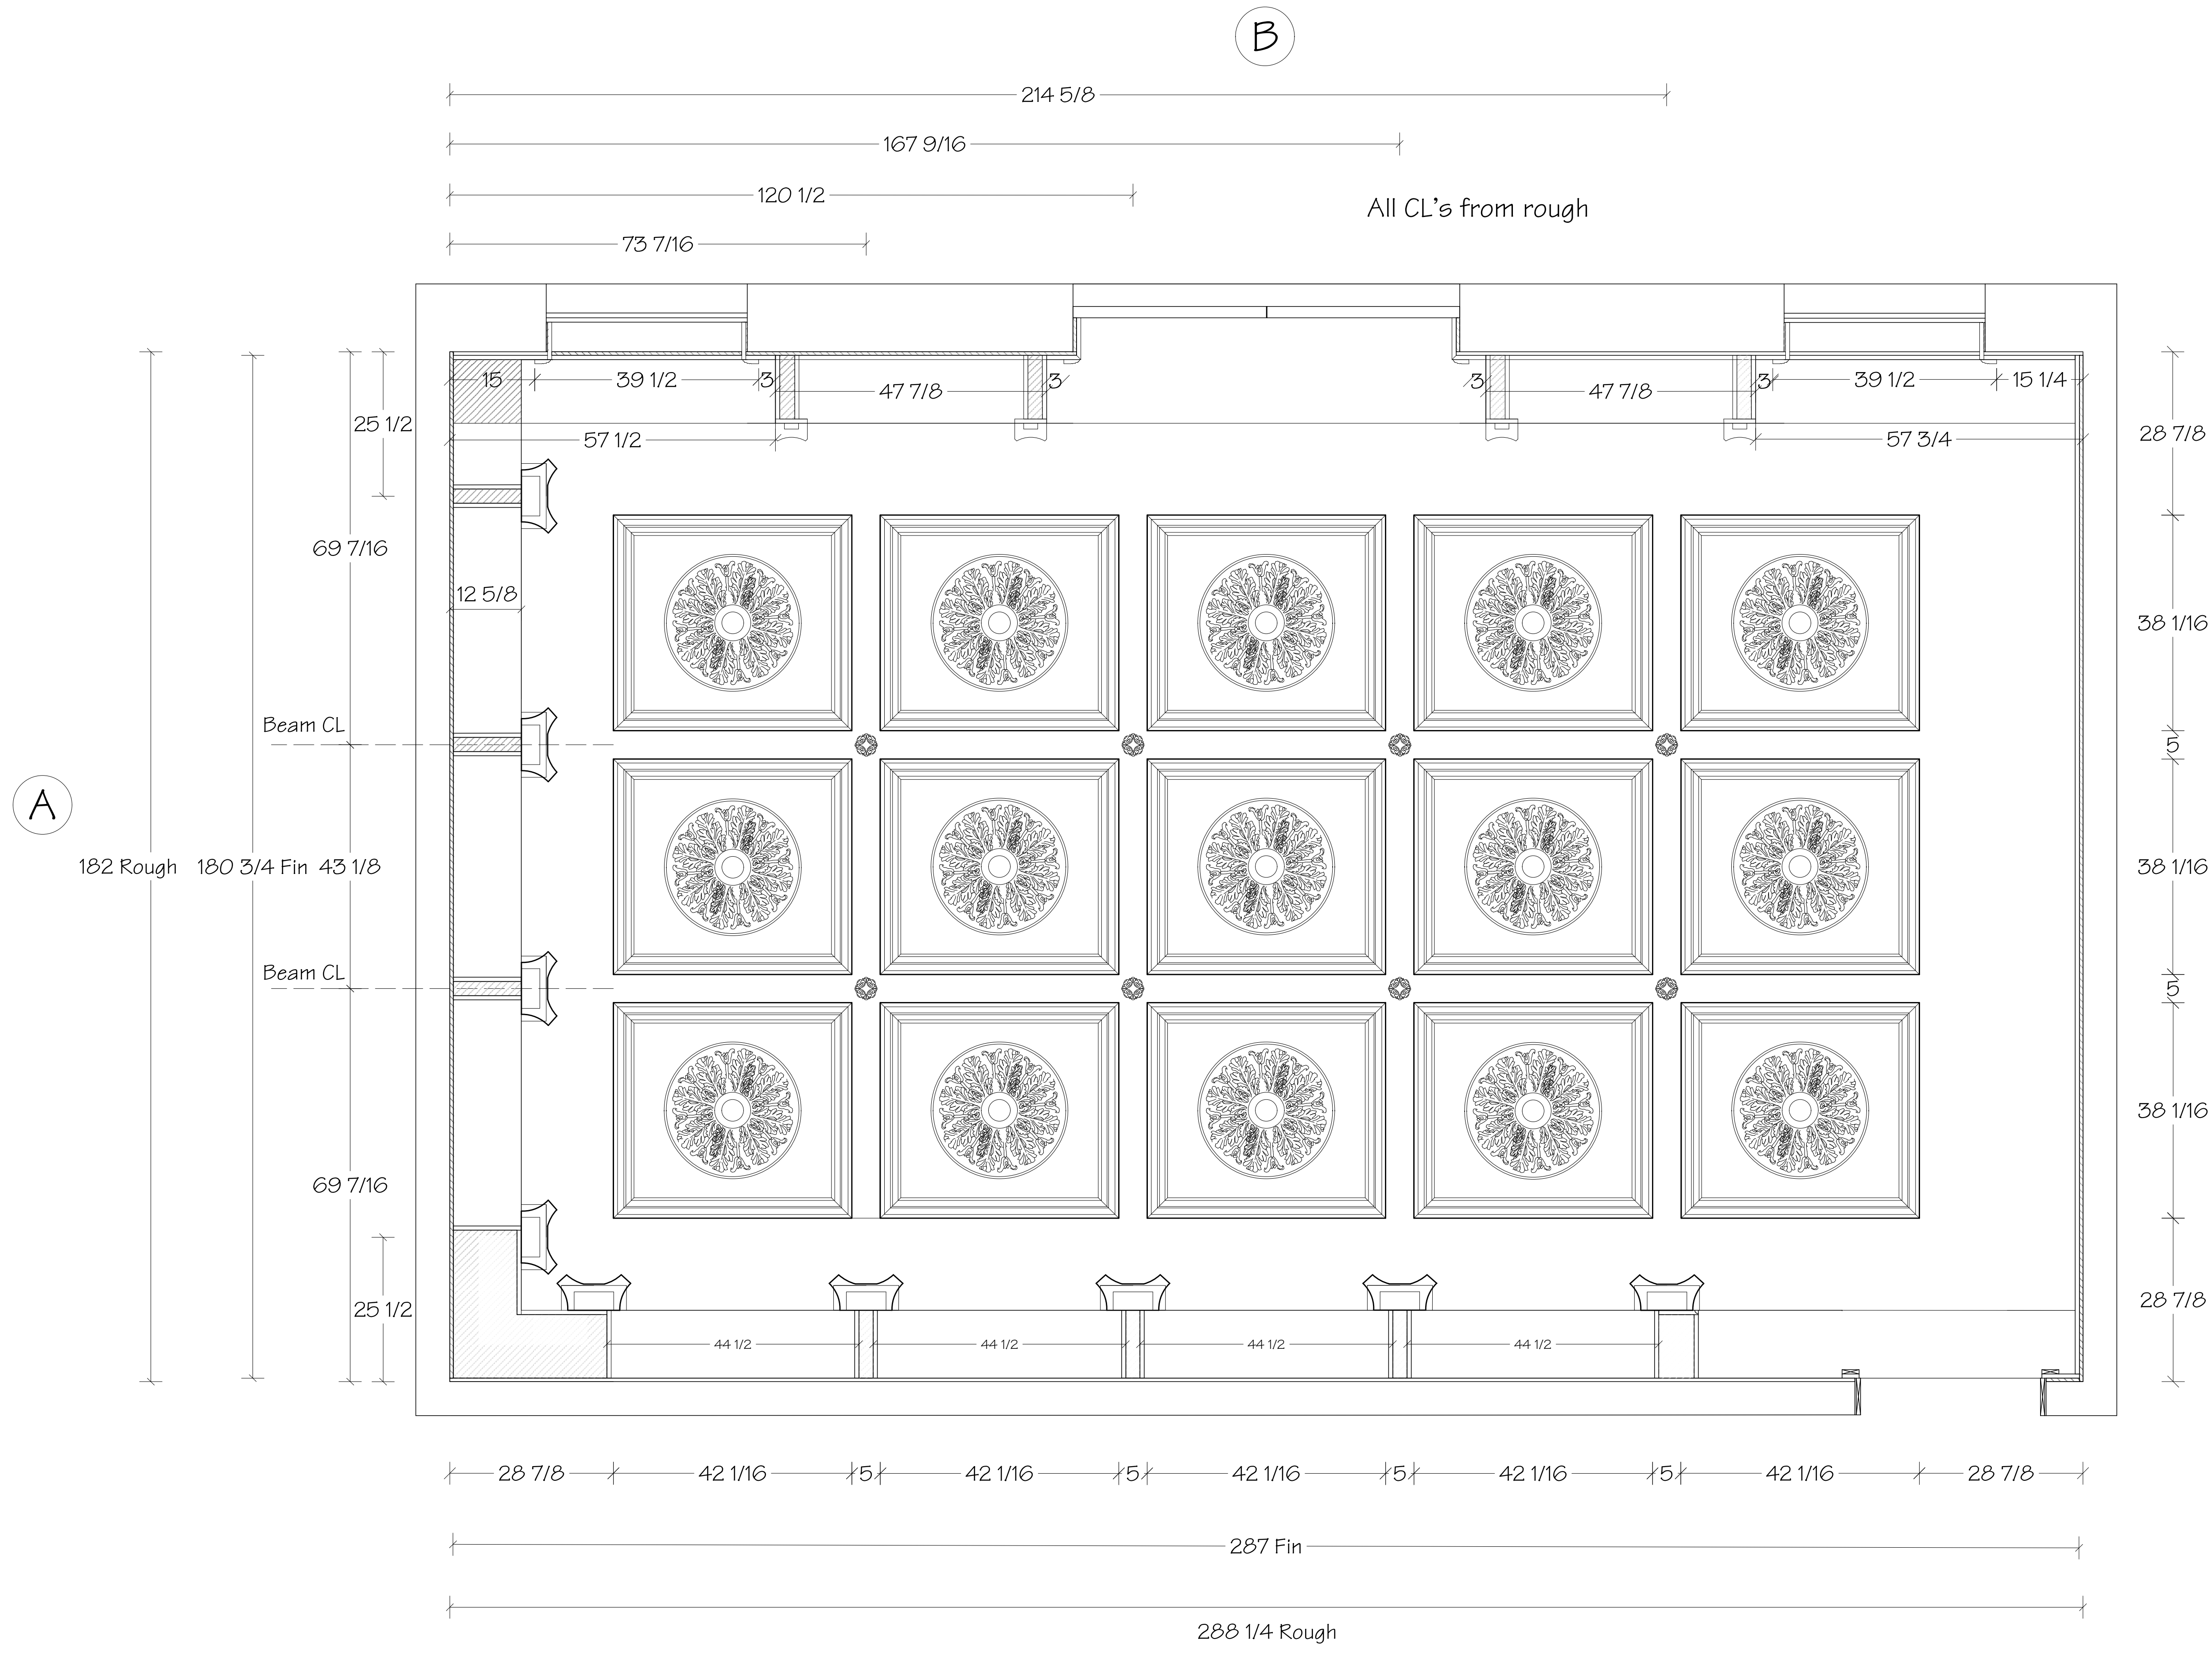 B
214 5/8
167 9/16
120 1/2
All CL's from rough
73 7/16
15 39 1/2 3 47 7/8 3 3 47 7/8 3 39 1/2 15 1/4
25 1/2 57 1/2 57 3/4 28 7/8
69 7/16
12 5/8 38 1/16
Beam CL
5
A
182 Rough 180 3/4 Fin 43 1/8 38 1/16
Beam CL
5
38 1/16
69 7/16
25 1/2 28 7/8
44 1/2 44 1/2 44 1/2 44 1/2
28 7/8 42 1/16 5 42 1/16 5 42 1/16 5 42 1/16 5 42 1/16 28 7/8
287 Fin
288 1/4 Rough